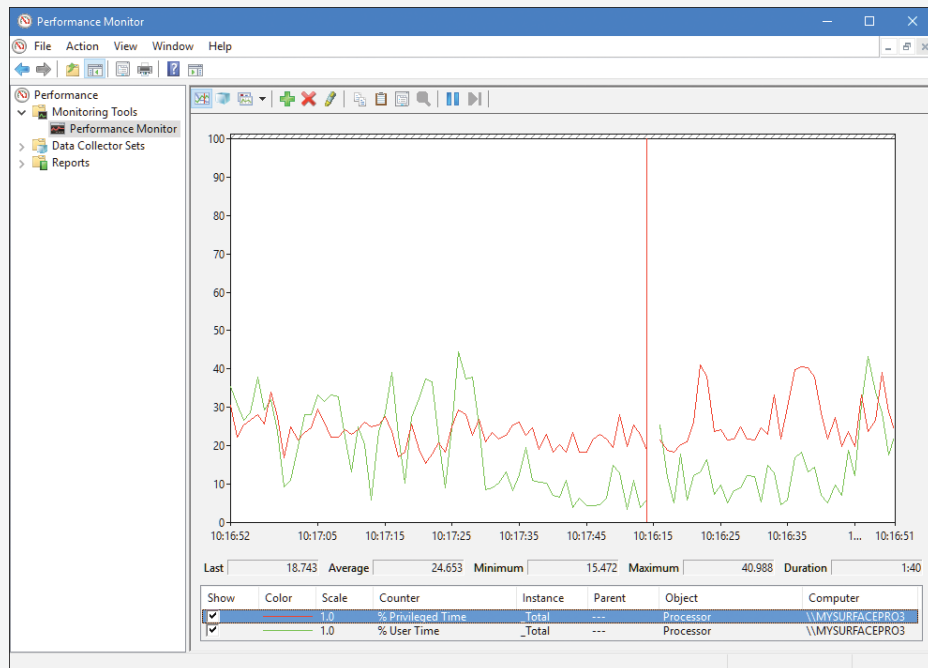 Performance Monitor
File Action View Window Help
Performance
Monitoring Tools
Performance Monitor
Data Collector Sets
Reports
100
90
80
70
60
50
40
30
20
10
0
10:16:52 10:17:05 10:17:15 10:17:25 10:17:35 10:17:45 10:16:15 10:16:25 10:16:35 1... 10:16:51
Last 18.743 Average 24.653 Minimum 15.472 Maximum 40.988 Duration 1:40
Show Color Scale Counter Instance Parent Object Computer
1.0 % Privileged Time _Total --- Processor \\MYSURFACEPRO3
1.0 % User Time _Total --- Processor \\MYSURFACEPRO3